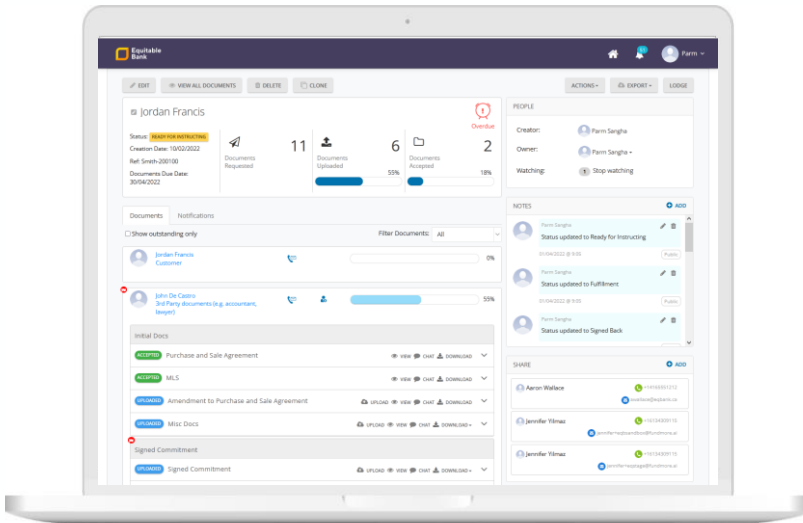 Equitable
Bank
Parm
EDIT
VIEW ALL DOCUMENTS
DELETE
CLONE
ACTIONS
EXPORT
LODGE
Jordan Francis
1
Overdue
Status: READY FOR INSTRUCTING
Creation Date: 10/02/2022
Ref: Smith-200100
Documents Due Date:
30/04/2022
11
Documents
Requested
6
Documents
Uploaded
55%
2
Documents
Accepted
18%
PEOPLE
Creator: Parm Sangha
Owner: Parm Sangha
Watching: 1 Stop watching
Documents
Notifications
Show outstanding only
Filter Documents: All
Jordan Francis
Customer
0%
John De Castro
3rd Party documents (e.g. accountant,
lawyer)
55%
Initial Docs
ACCEPTED Purchase and Sale Agreement VIEW CHAT DOWNLOAD
ACCEPTED MLS VIEW CHAT DOWNLOAD
UPLOADED Amendment to Purchase and Sale Agreement UPLOAD VIEW CHAT DOWNLOAD
UPLOADED Misc Docs UPLOAD VIEW CHAT DOWNLOAD
Signed Commitment
UPLOADED Signed Commitment UPLOAD VIEW CHAT DOWNLOAD
NOTES
ADD
Parm Sangha
Status updated to Ready for Instructing
01/04/2022 @ 9:05 Public
Parm Sangha
Status updated to Fulfillment
01/04/2022 @ 9:05 Public
Parm Sangha
Status updated to Signed Back
SHARE
ADD
Aaron Wallace
Jennifer Yilmaz
Jennifer Yilmaz